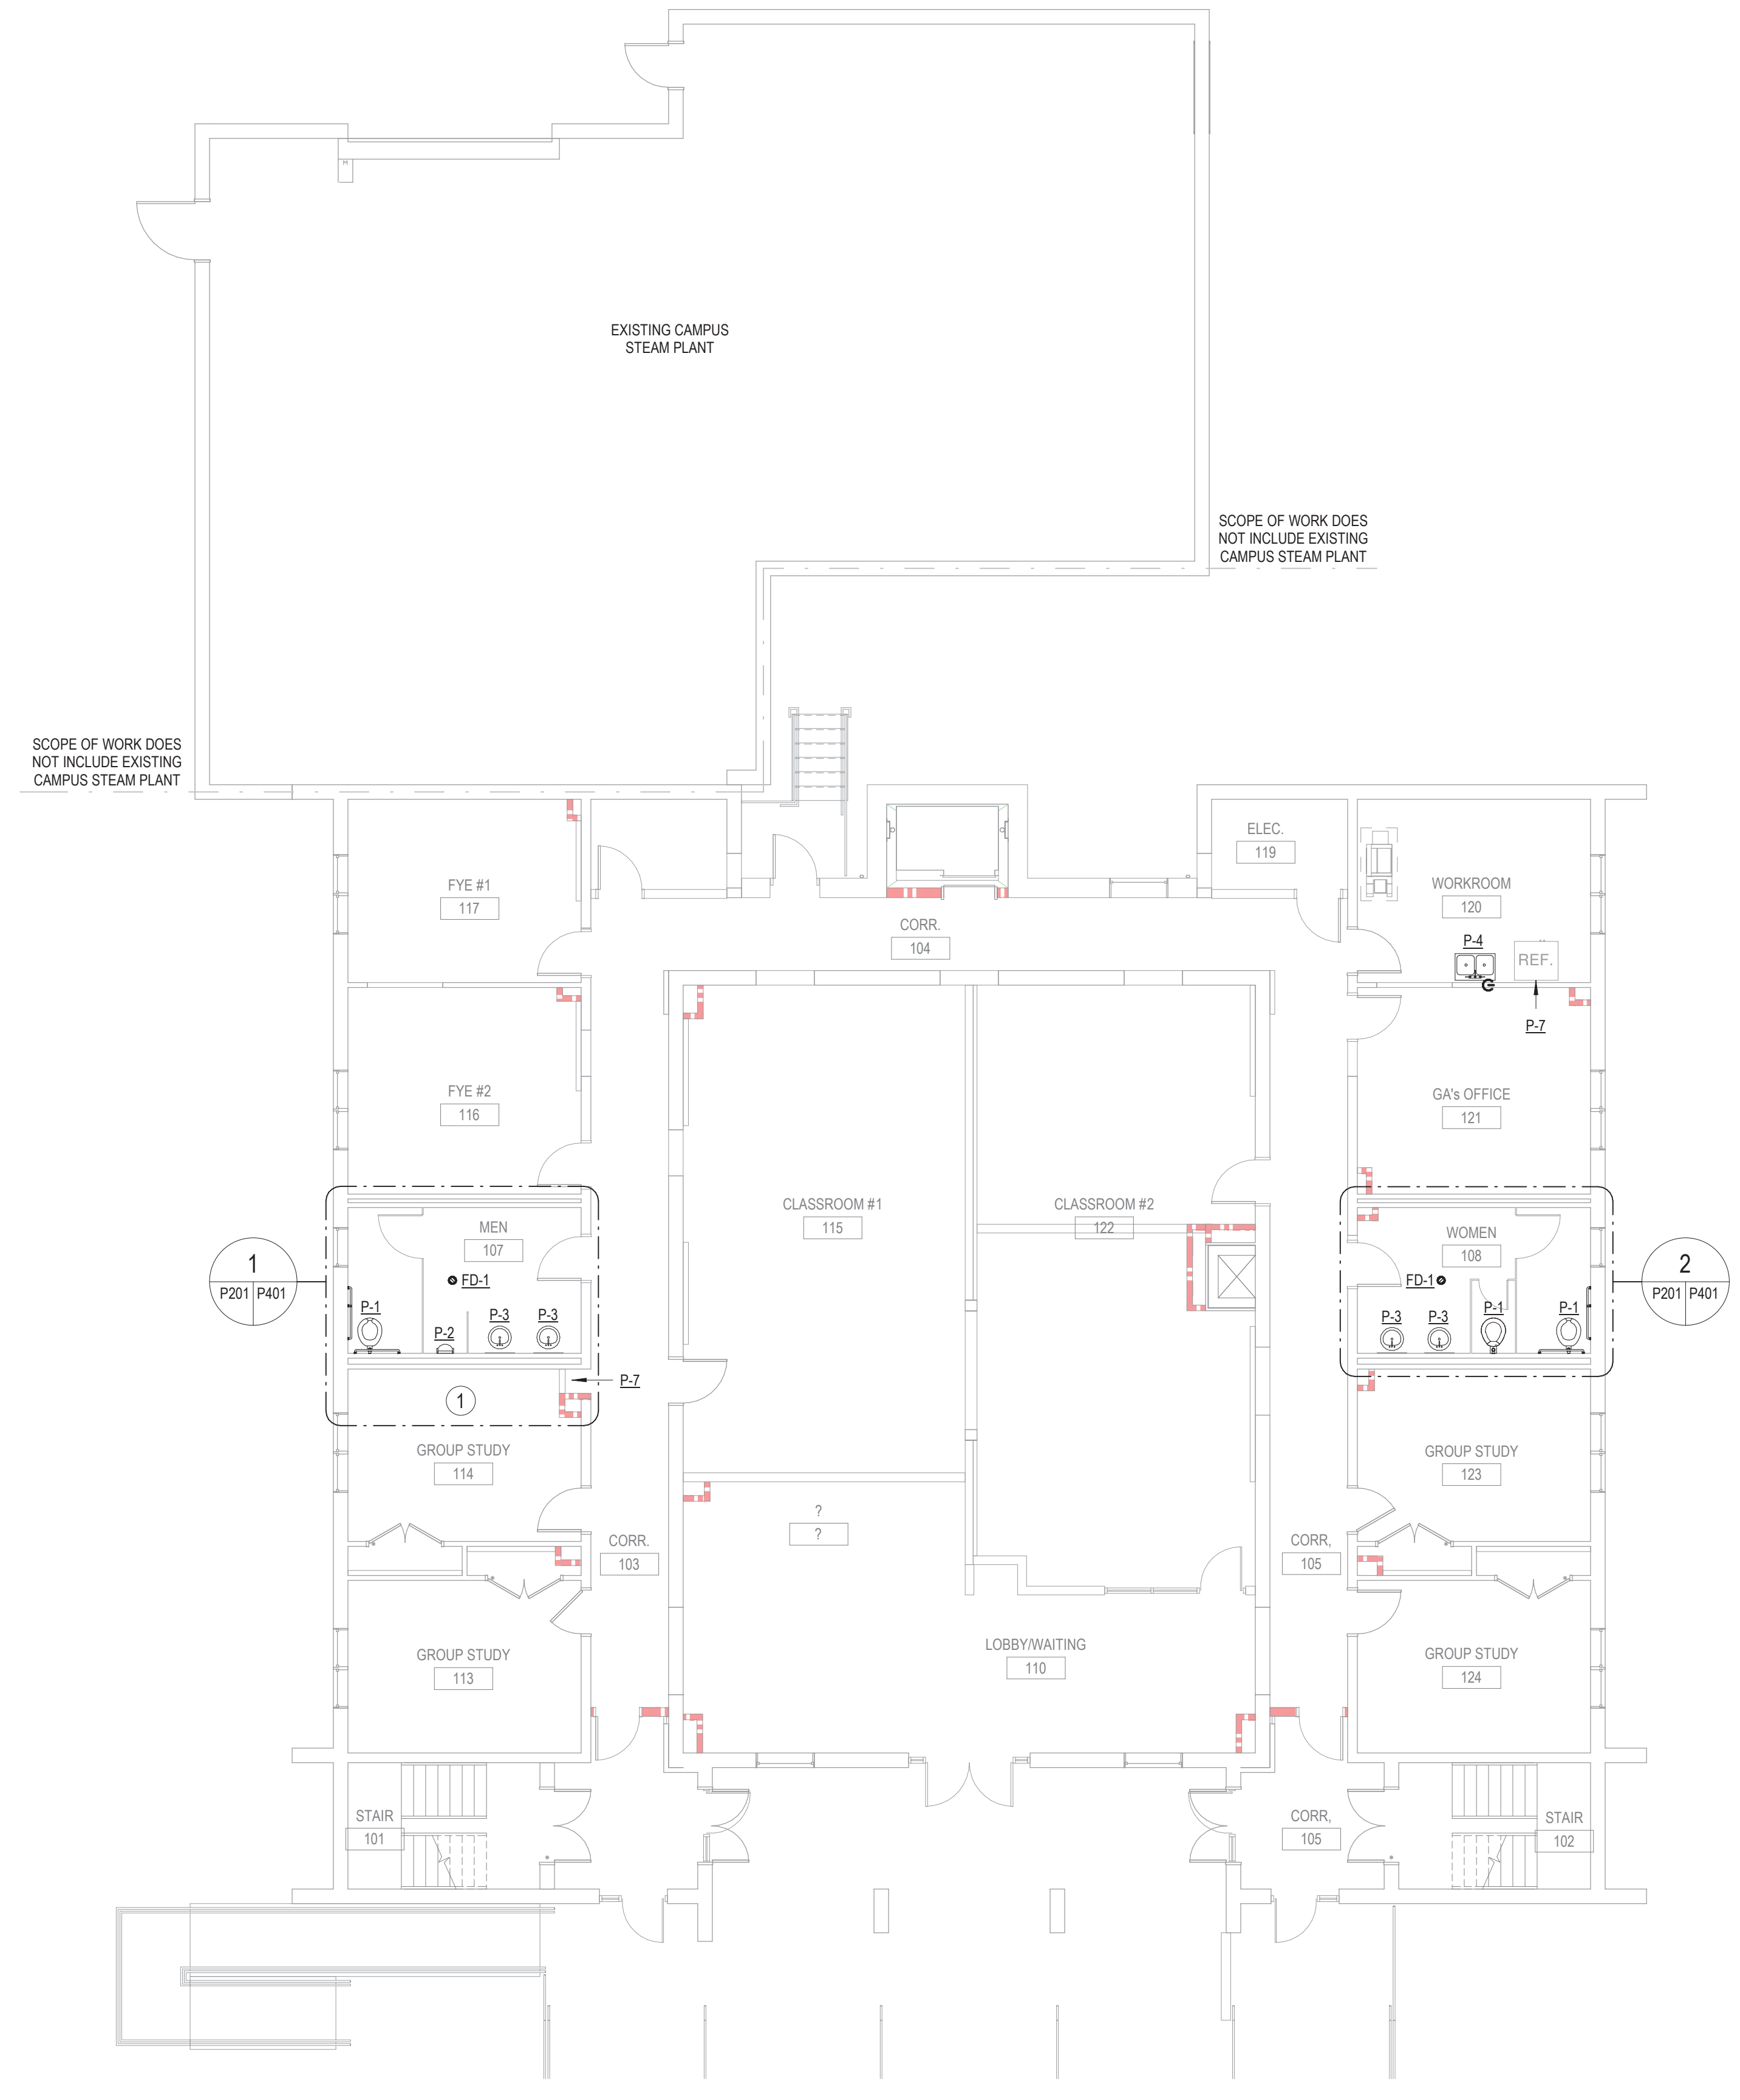 EXISTING CAMPUS
STEAM PLANT
SCOPE OF WORK DOES
NOT INCLUDE EXISTING
CAMPUS STEAM PLANT
SCOPE OF WORK DOES
NOT INCLUDE EXISTING
CAMPUS STEAM PLANT
ELEC.
119
FYE #1
117
WORKROOM
120
CORR.
104
P-4
REF.
P-7
FYE #2
116
GA's OFFICE
121
CLASSROOM #1
115
CLASSROOM #2
122
MEN
107
WOMEN
108
1
P201 P401
FD-1
FD-1
2
P201 P401
P-1
P-2
P-3
P-3
P-3
P-3
P-1
P-1
P-7
1
GROUP STUDY
114
GROUP STUDY
123
?
?
CORR.
103
CORR,
105
LOBBY/WAITING
110
GROUP STUDY
113
GROUP STUDY
124
STAIR
101
CORR,
105
STAIR
102